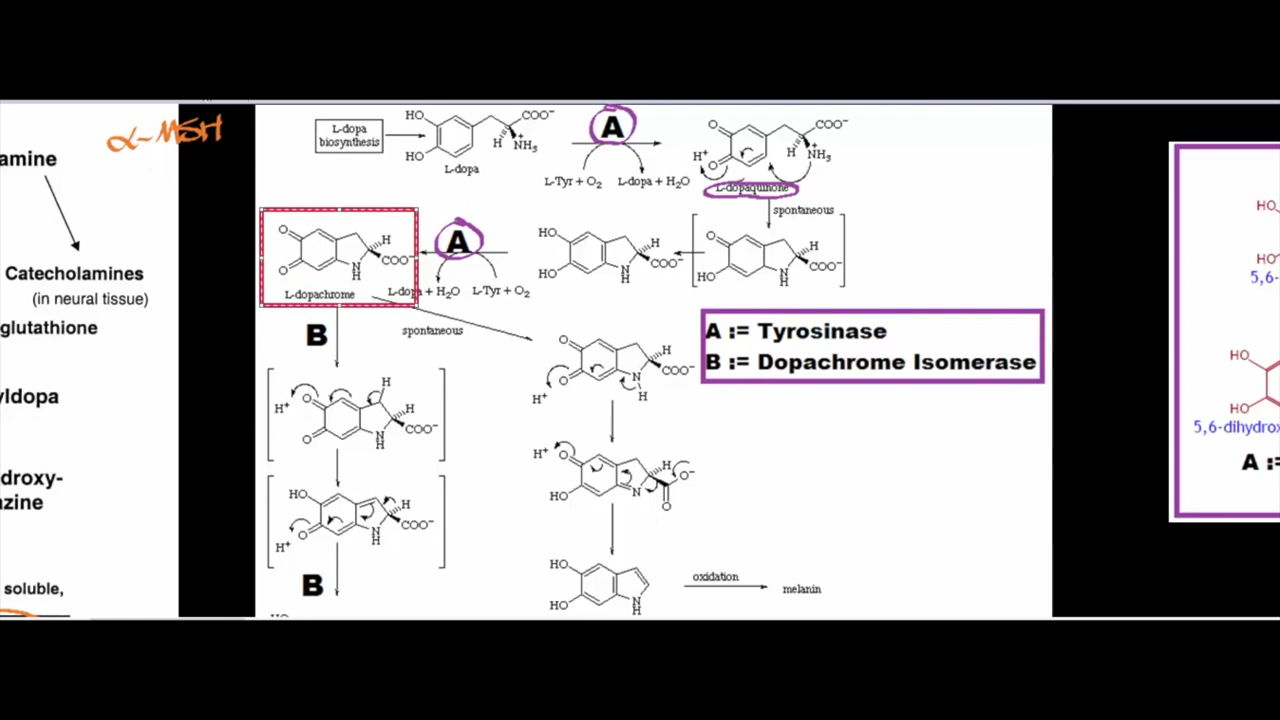 α-MSH
amine
Catecholamines
(in neural tissue)
glutathione
yldopa
droxy-
azine
soluble,
L-dopa
biosynthesis
HO
HO
COO⁻
H
NH₃
+
L-dopa
A
L-Tyr + O₂
L-dopa + H₂O
O
O
H⁺
COO⁻
H
NH₃
+
L-dopaquinone
spontaneous
O
O
H
COO⁻
N
H
L-dopachrome
A
L-dopa + H₂O
L-Tyr + O₂
HO
HO
H
COO⁻
N
H
O
HO
H
COO⁻
N
H
B
spontaneous
A := Tyrosinase
B := Dopachrome Isomerase
O
O
H
COO⁻
N
H
H⁺
H⁺
O
O
H
H
COO⁻
N
H
H⁺
O
HO
H
O⁻
O
N
HO
O
H⁺
H
COO⁻
N
H
B
HO
HO
HO
N
H
oxidation
melanin
HO
HO
5,6-
HO
HO
5,6-dihydrox
A :=